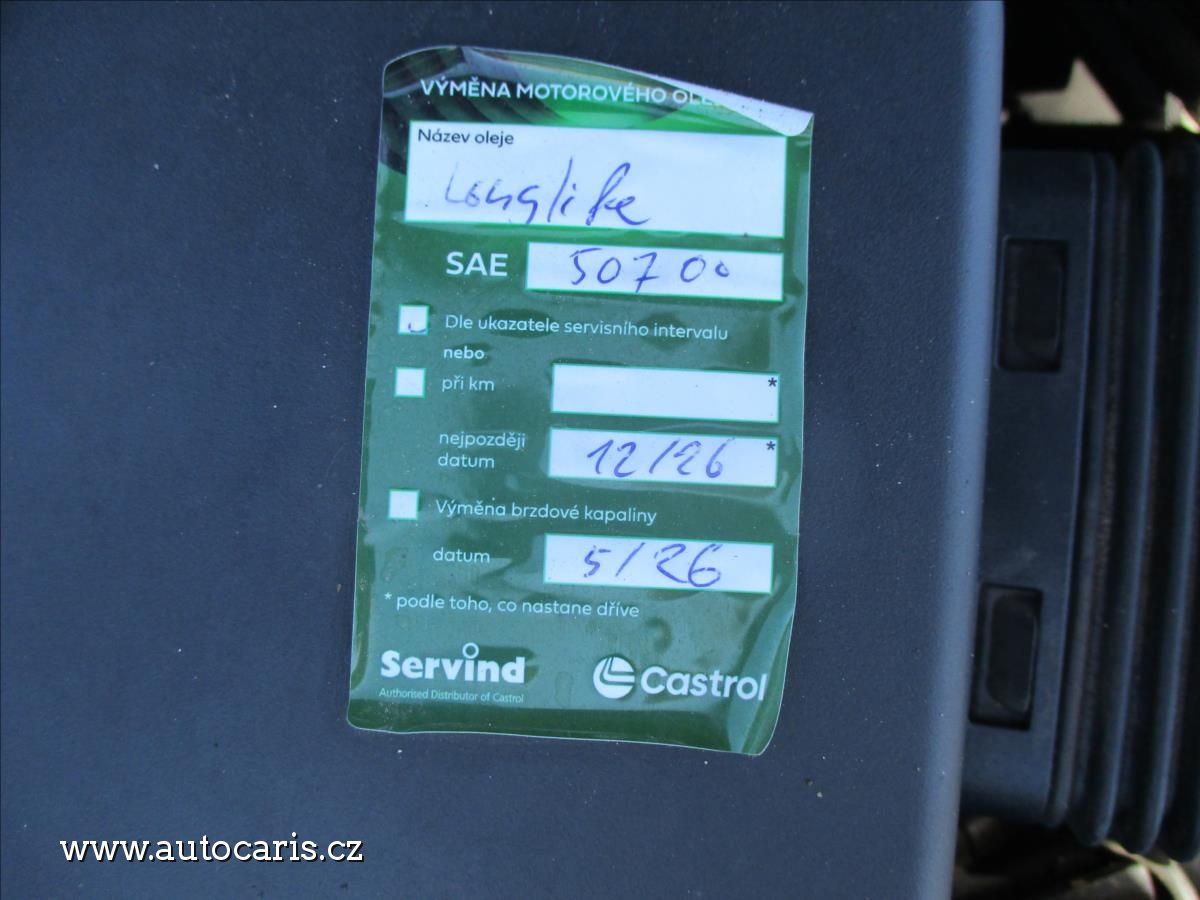 VÝMĚNA MOTOROVÉHO
Název oleje
Longlife
SAE 507 00
Dle ukazatele servisního intervalu
nebo
při km *
nejpozději
datum 12/26 *
Výměna brzdové kapaliny
datum 5/26
* podle toho, co nastane dříve
Servind Castrol
Authorised Distributor of Castrol
www.autocaris.cz